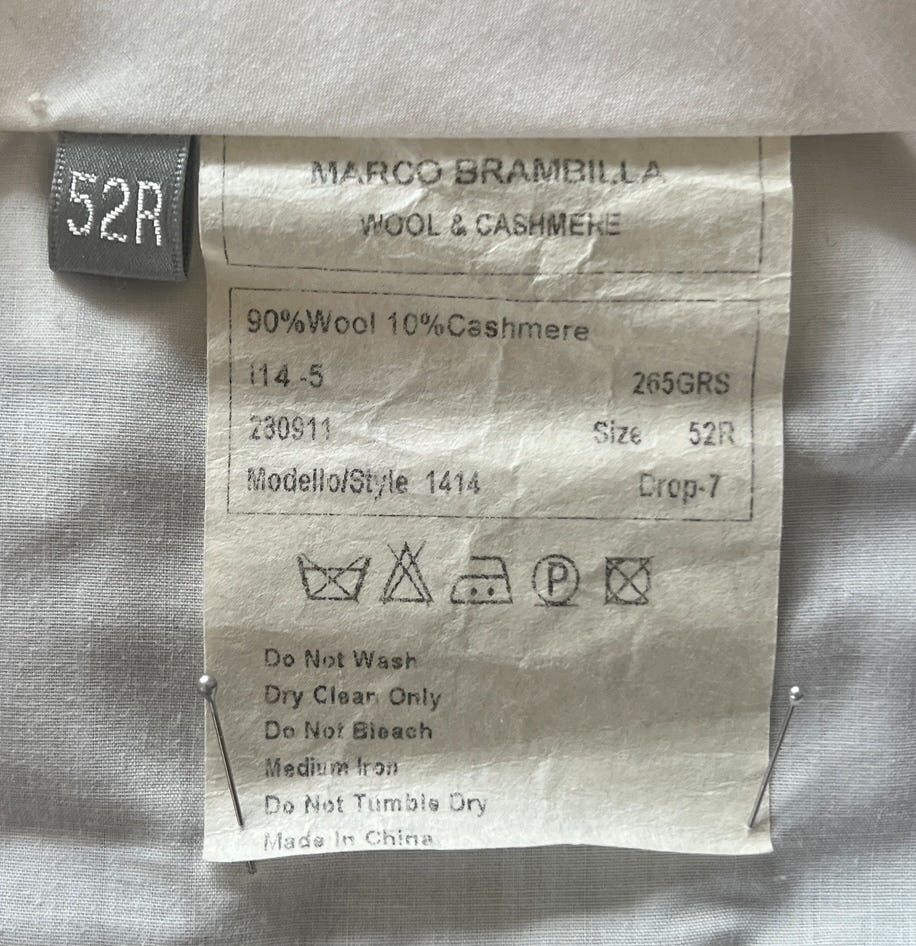 52R
MARCO BRAMBILLA
WOOL & CASHMERE
90%Wool 10%Cashmere
I14-5 265GRS
230911 Size 52R
Modello/Style 1414 Drop-7
P
Do Not Wash
Dry Clean Only
Do Not Bleach
Medium Iron
Do Not Tumble Dry
Made In China